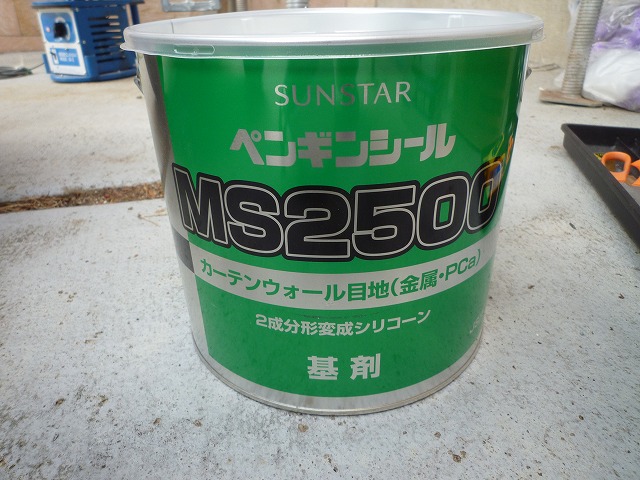 SUNSTAR
ペンギンシール
MS2500
カーテンウォール目地(金属・PCa)
2成分形変成シリコーン
基剤